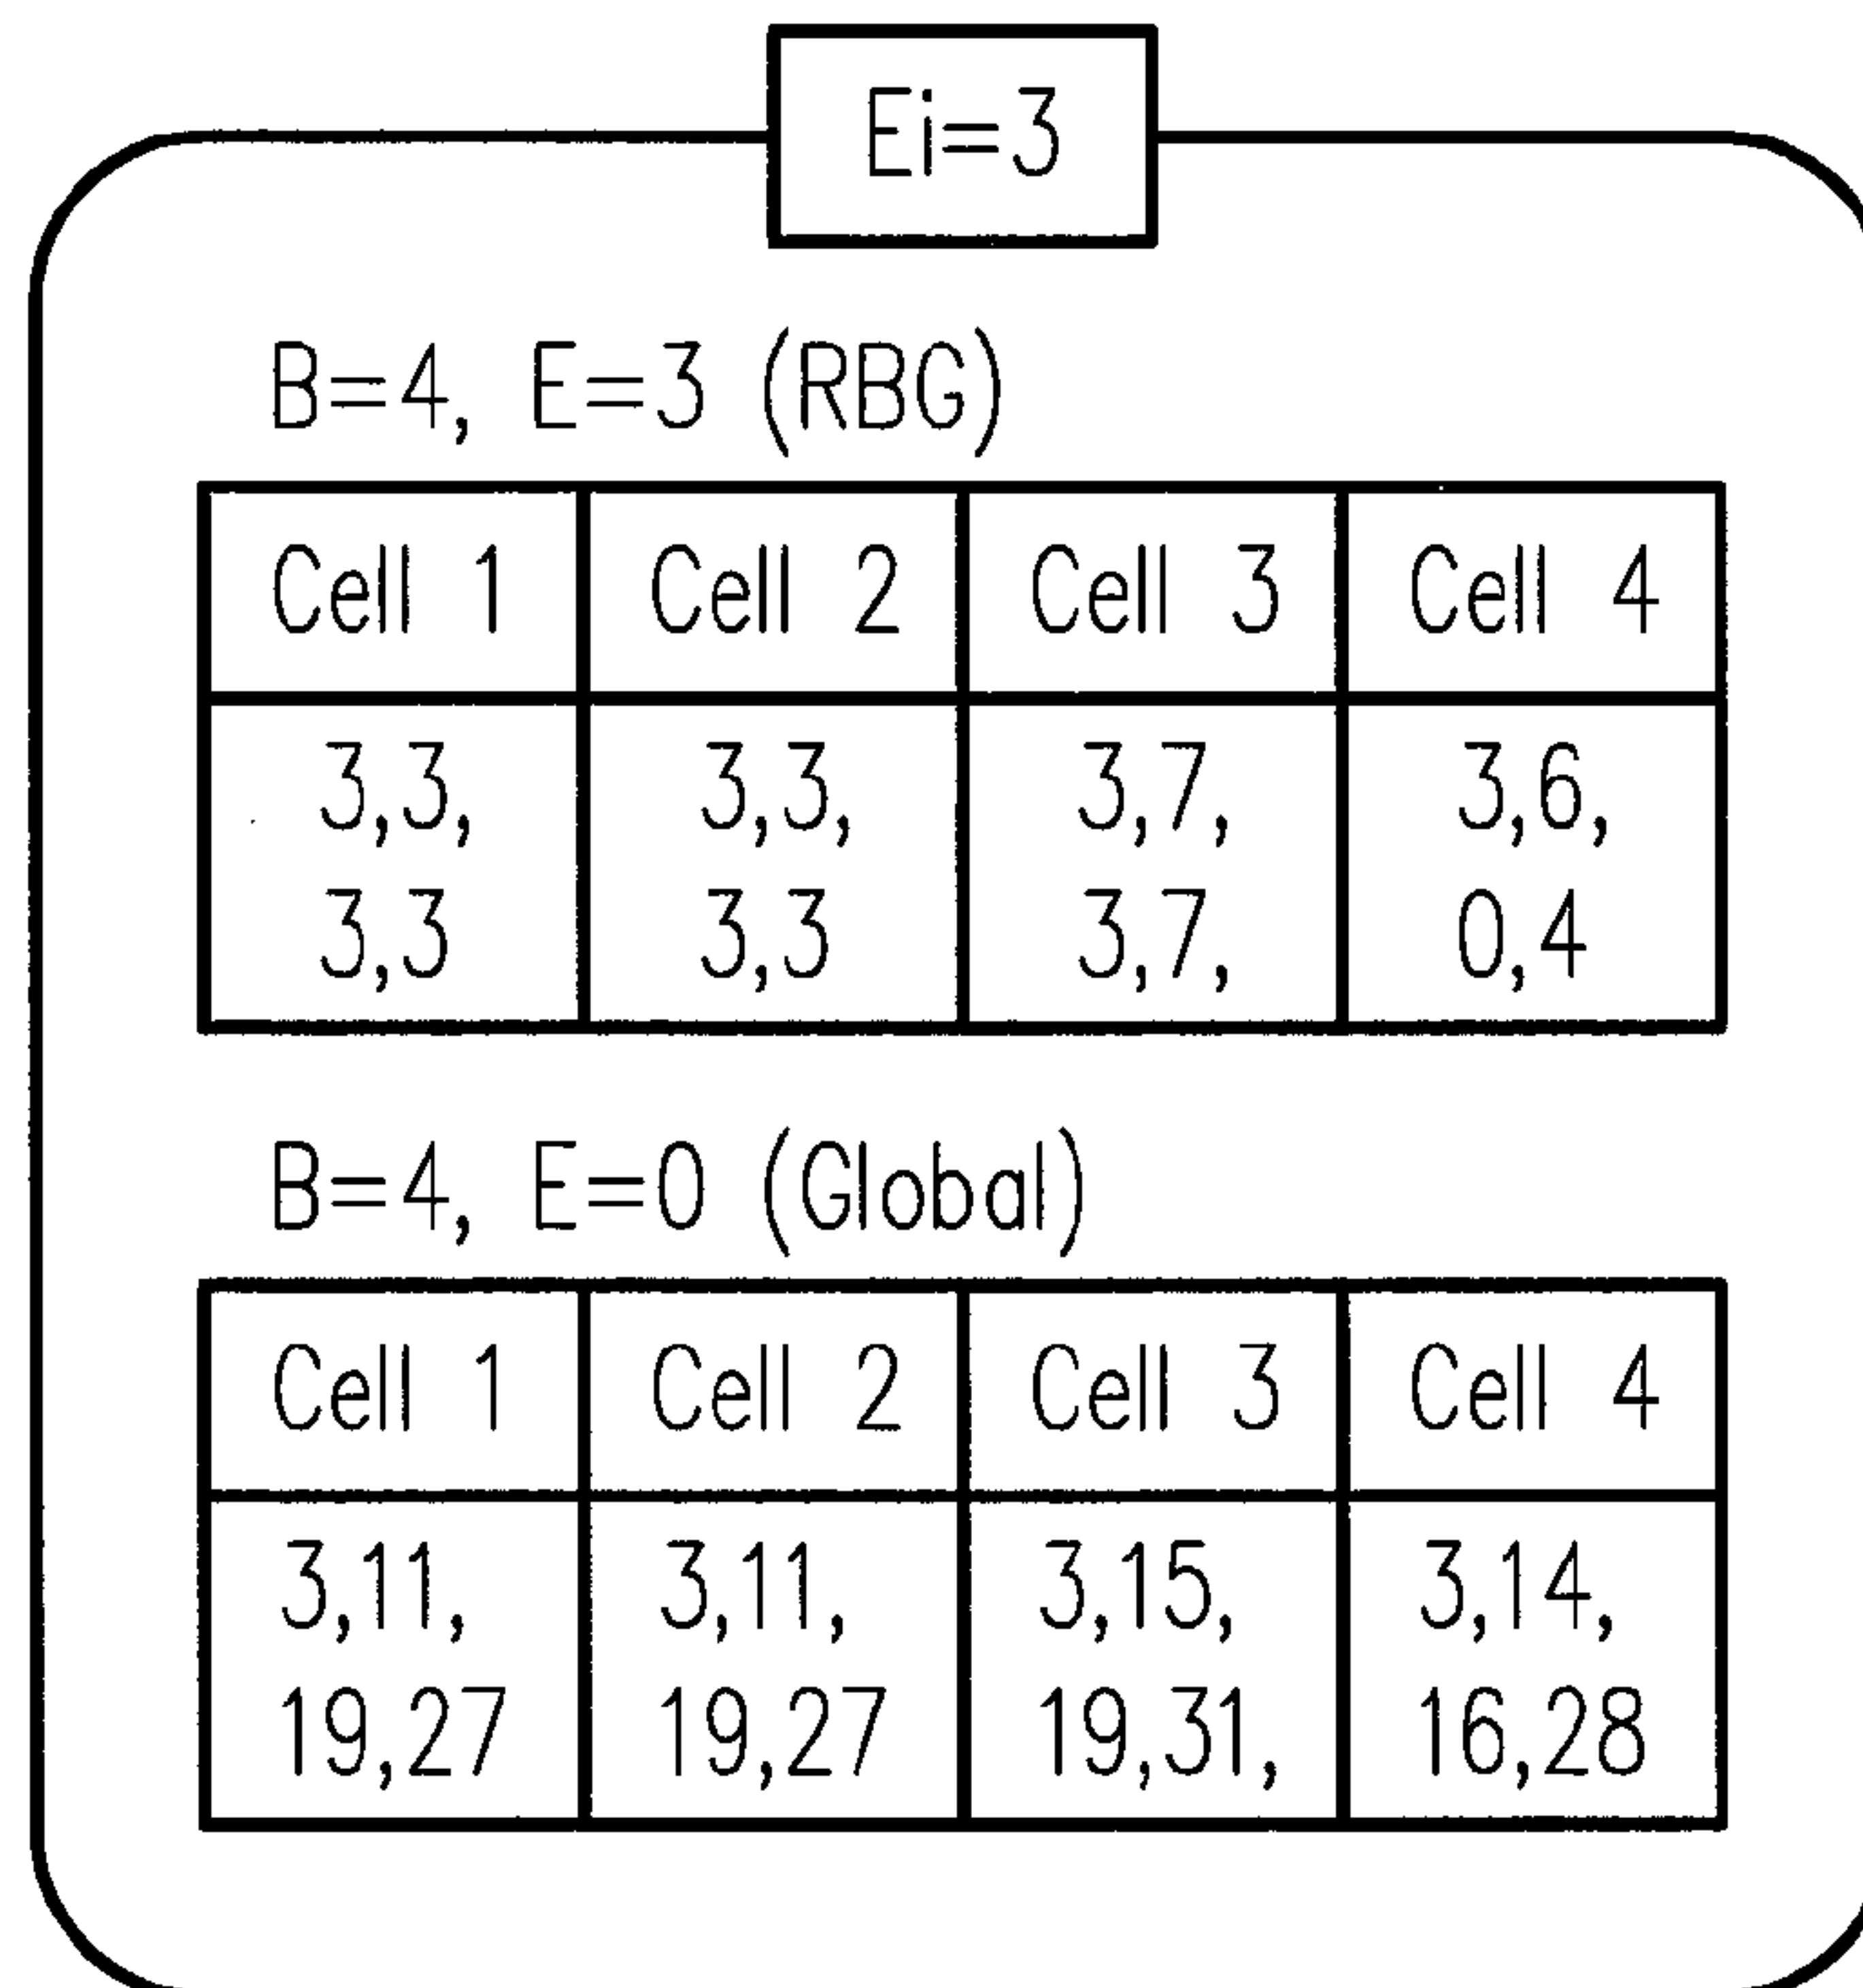 Ei=3
B=4, E=3 (RBG)
Cell 1 Cell 2 Cell 3 Cell 4
3,3, 3,3, 3,7, 3,6,
3,3 3,3 3,7, 0,4
B=4, E=0 (Global)
Cell 1 Cell 2 Cell 3 Cell 4
3,11, 3,11, 3,15, 3,14,
19,27 19,27 19,31, 16,28